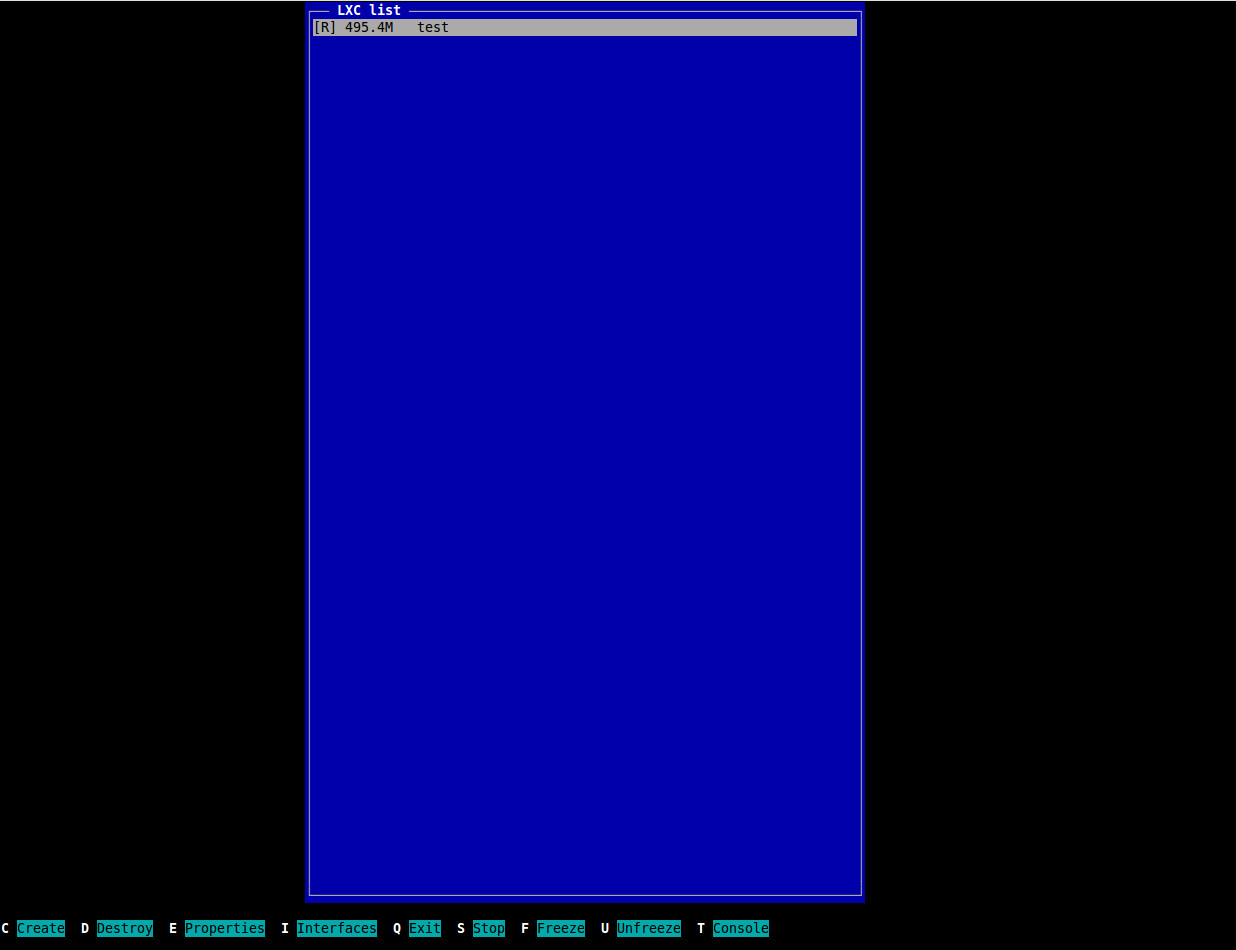 LXC list
[R] 495.4M test
C Create D Destroy E Properties I Interfaces Q Exit S Stop F Freeze U Unfreeze T Console